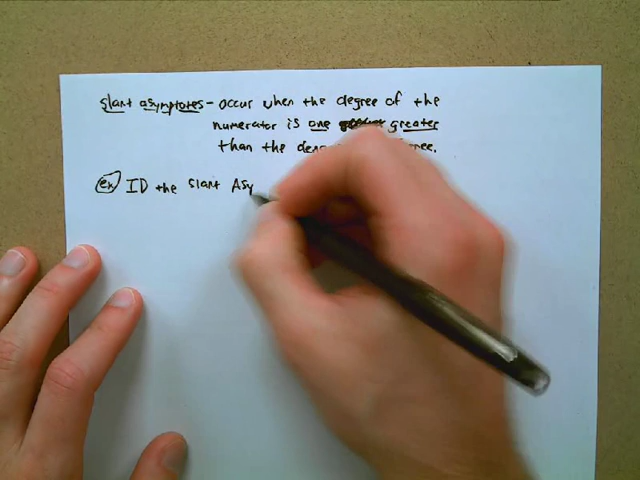 slant asymptotes - occur when the degree of the
numerator is one greater
than the
ex ID the slant Asy